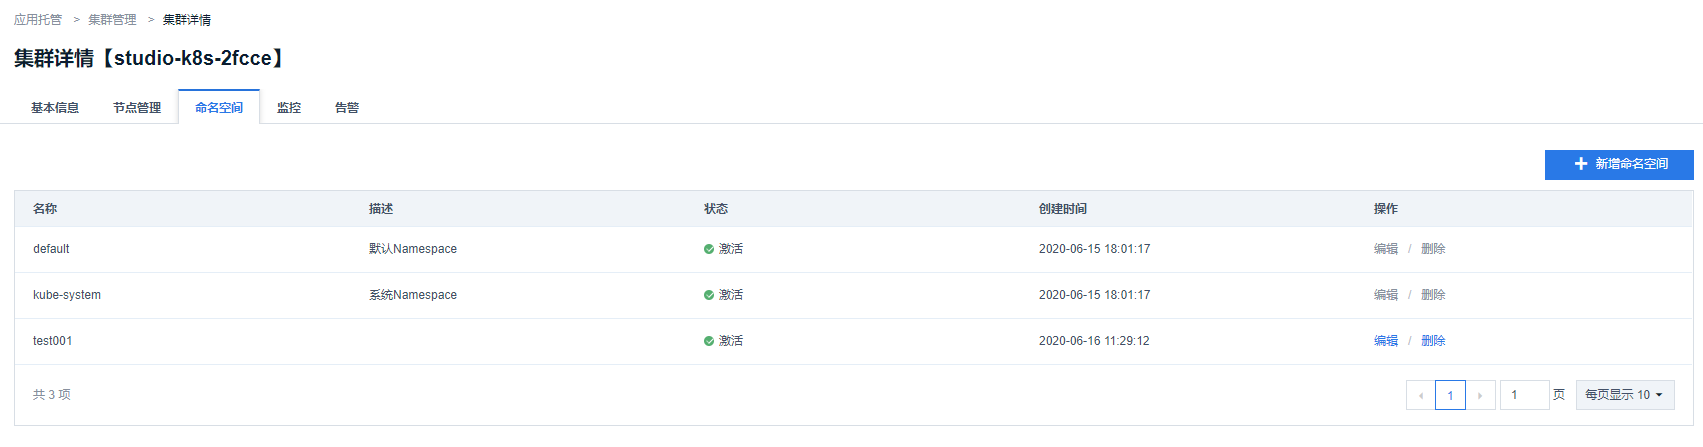 应用托管 > 集群管理 > 集群详情
集群详情【studio-k8s-2fcce】
基本信息 节点管理 命名空间 监控 告警
新增命名空间
名称 描述 状态 创建时间 操作
default 默认Namespace 激活 2020-06-15 18:01:17 编辑 / 删除
kube-system 系统Namespace 激活 2020-06-15 18:01:17 编辑 / 删除
test001 激活 2020-06-16 11:29:12 编辑 / 删除
共 3 项 1 1 页 每页显示 10